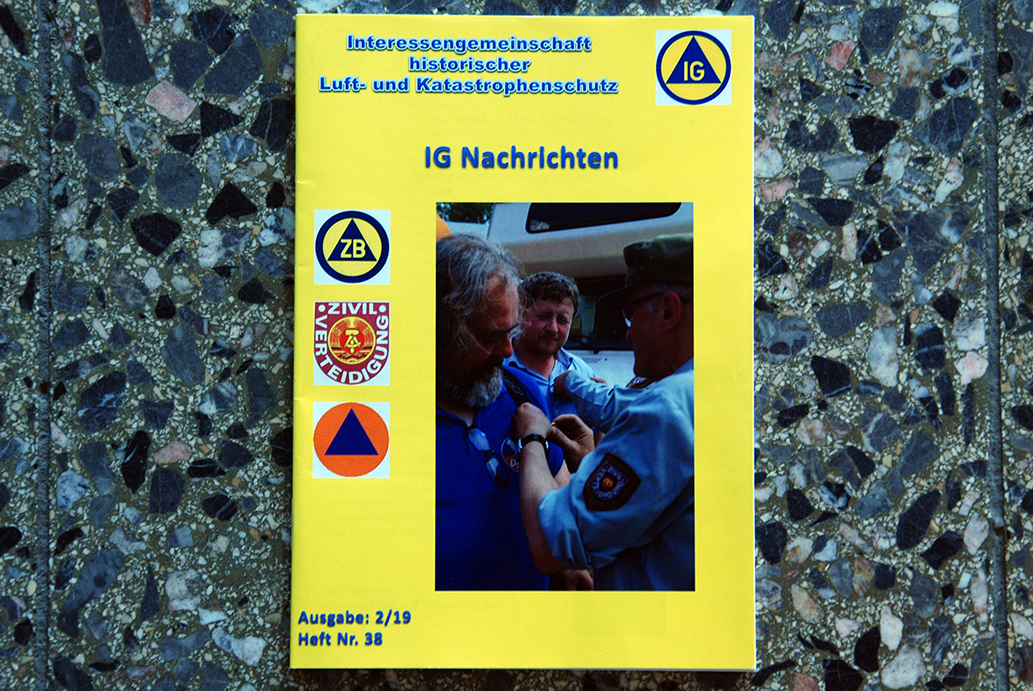 Interessengemeinschaft
historischer
Luft- und Katastrophenschutz
IG
IG Nachrichten
ZB
ZIVIL
VERTEIDIGUNG
Ausgabe: 2/19
Heft Nr. 38